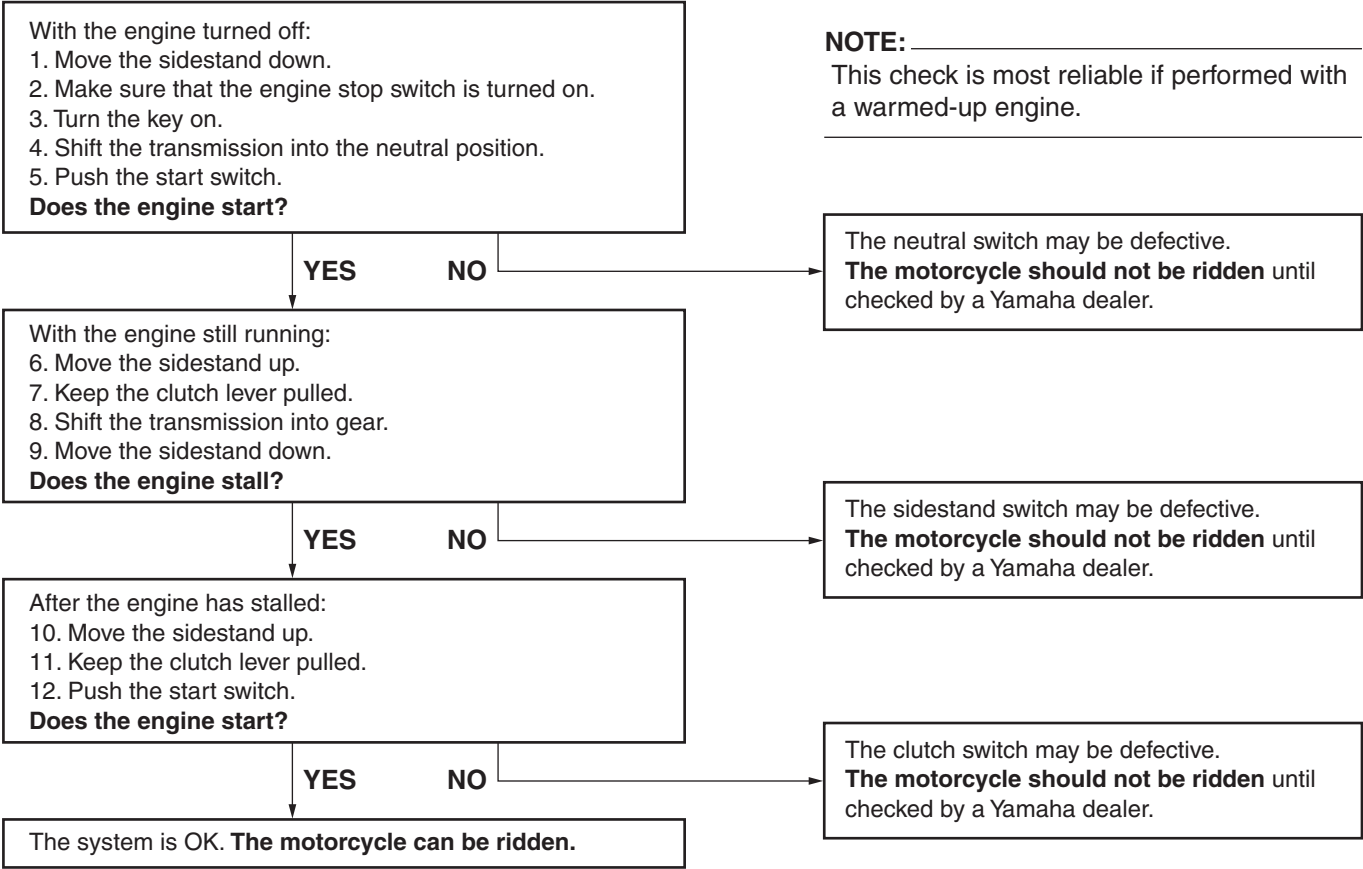 With the engine turned off:
1. Move the sidestand down.
2. Make sure that the engine stop switch is turned on.
3. Turn the key on.
4. Shift the transmission into the neutral position.
5. Push the start switch.
Does the engine start?
NOTE:
This check is most reliable if performed with
a warmed-up engine.
YES
NO
The neutral switch may be defective.
The motorcycle should not be ridden until
checked by a Yamaha dealer.
With the engine still running:
6. Move the sidestand up.
7. Keep the clutch lever pulled.
8. Shift the transmission into gear.
9. Move the sidestand down.
Does the engine stall?
YES
NO
The sidestand switch may be defective.
The motorcycle should not be ridden until
checked by a Yamaha dealer.
After the engine has stalled:
10. Move the sidestand up.
11. Keep the clutch lever pulled.
12. Push the start switch.
Does the engine start?
YES
NO
The clutch switch may be defective.
The motorcycle should not be ridden until
checked by a Yamaha dealer.
The system is OK. The motorcycle can be ridden.